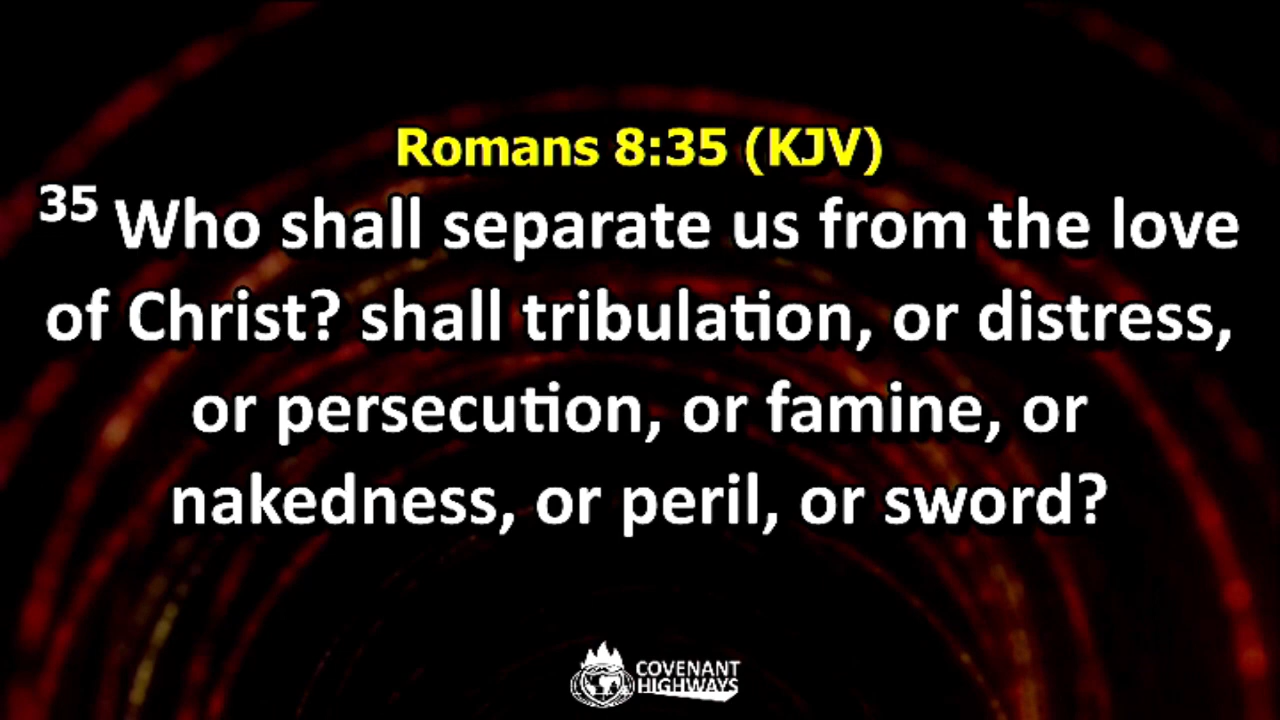 Romans 8:35 (KJV)
35 Who shall separate us from the love
of Christ? shall tribulation, or distress,
or persecution, or famine, or
nakedness, or peril, or sword?
COVENANT
HIGHWAYS